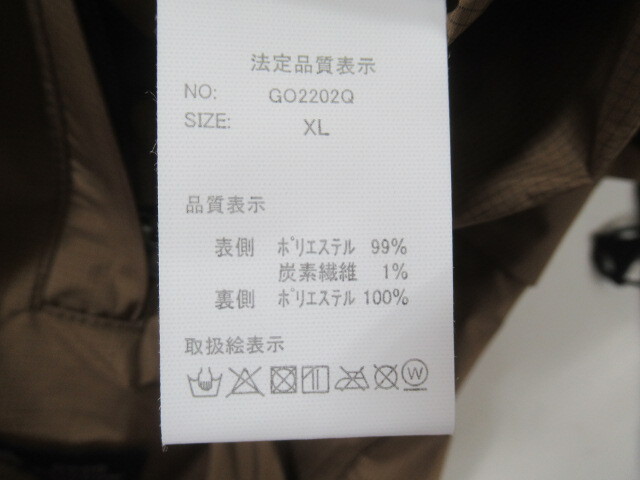 法定品質表示
NO: GO2202Q
SIZE: XL
品質表示
表側 ﾎﾟﾘｴｽﾃﾙ 99%
炭素繊維 1%
裏側 ﾎﾟﾘｴｽﾃﾙ 100%
取扱絵表示
W